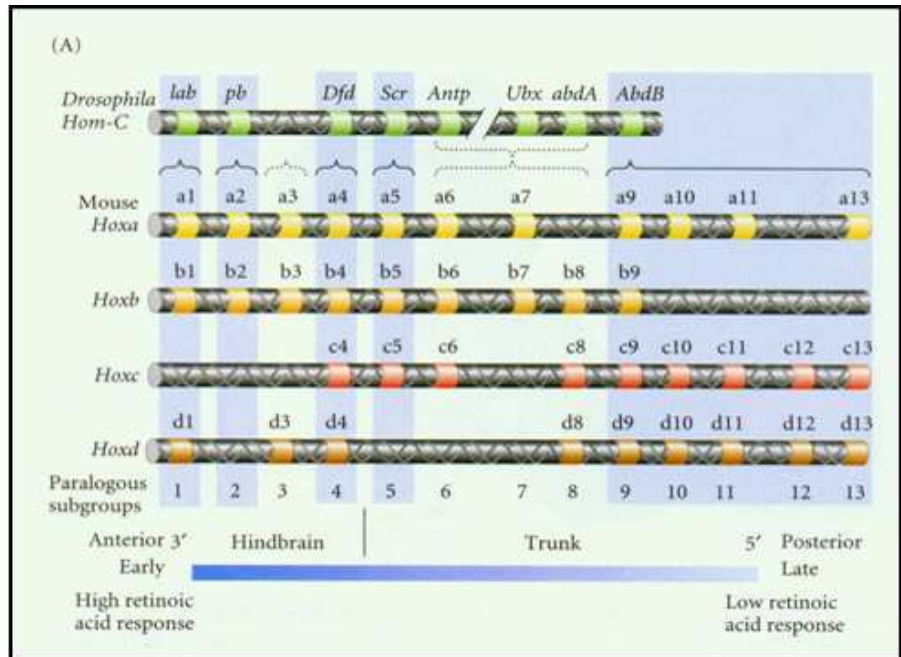 (A)
lab pb Dfd Scr Antp Ubx abdA AbdB
Drosophila
Hom-C
a1 a2 a3 a4 a5 a6 a7 a9 a10 a11 a13
Mouse
Hoxa
b1 b2 b3 b4 b5 b6 b7 b8 b9
Hoxb
c4 c5 c6 c8 c9 c10 c11 c12 c13
Hoxc
d1 d3 d4 d8 d9 d10 d11 d12 d13
Hoxd
Paralogous
subgroups
1 2 3 4 5 6 7 8 9 10 11 12 13
Anterior 3′ Hindbrain Trunk 5′ Posterior
Early Late
High retinoic
acid response
Low retinoic
acid response